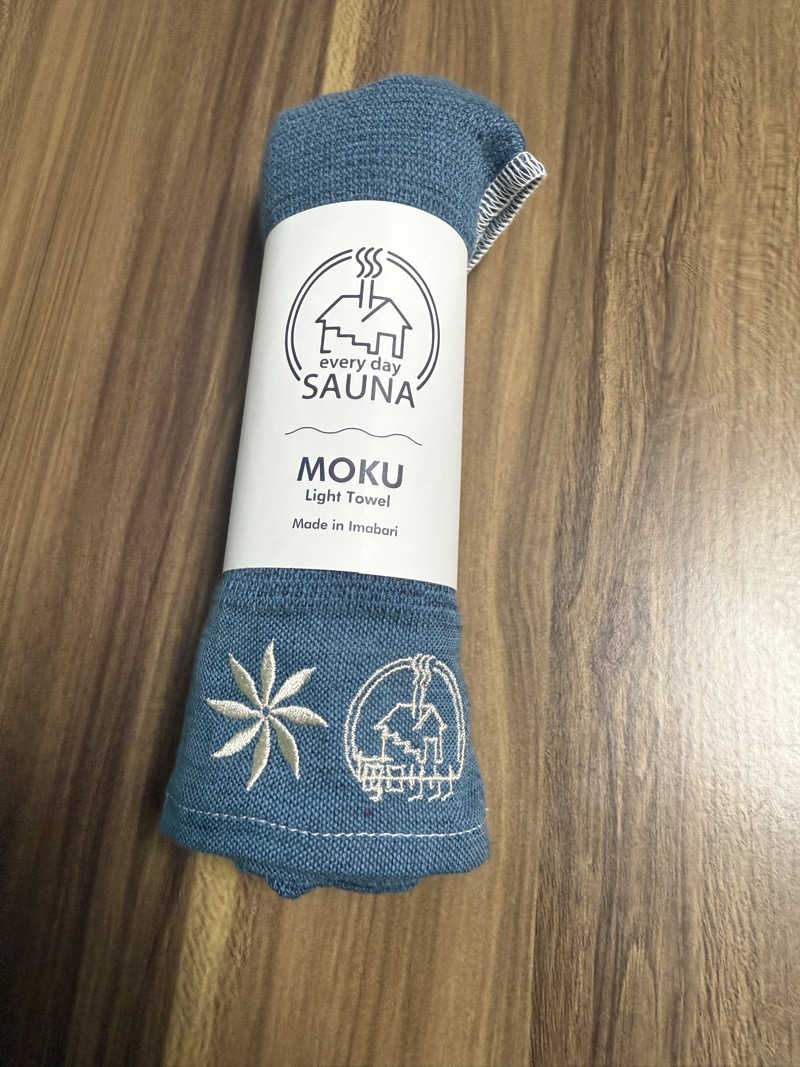 every day
SAUNA
MOKU
Light Towel
Made in Imabari